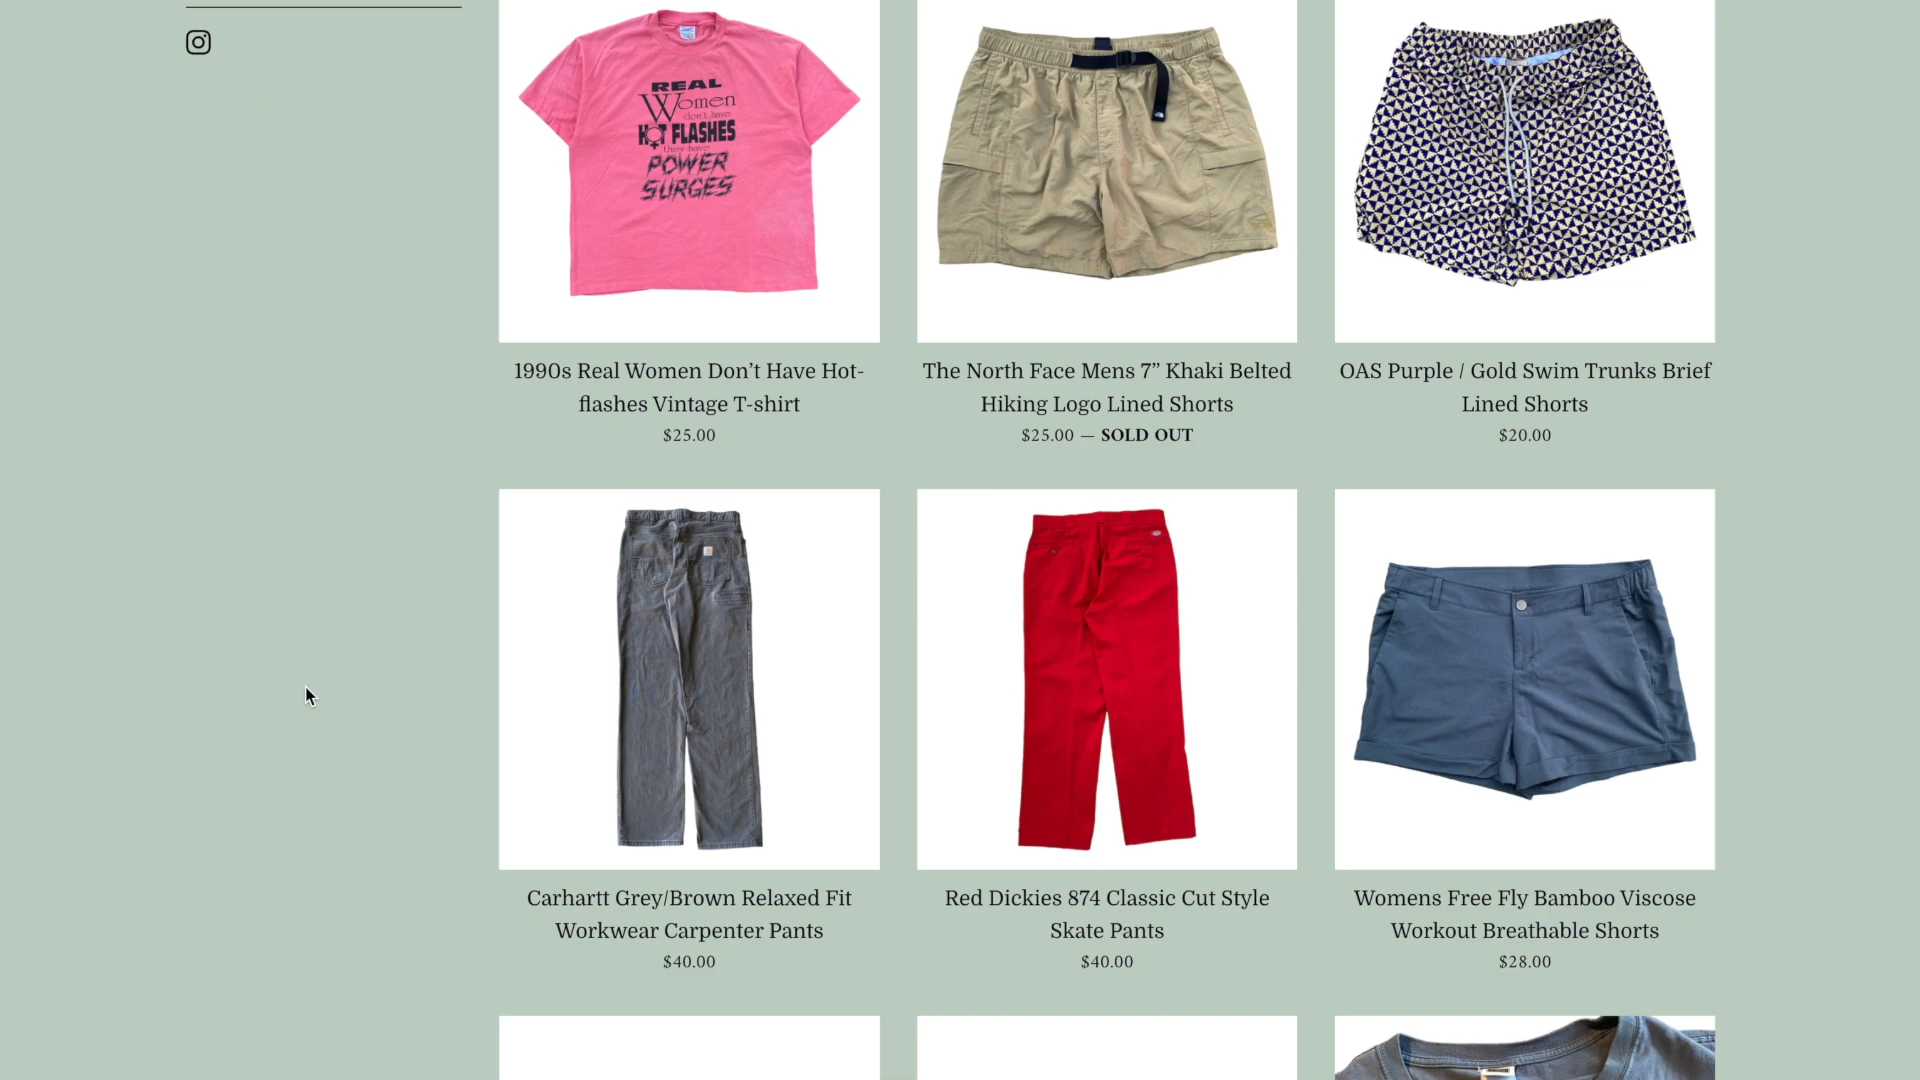 REAL
Women
don't have
HOT FLASHES
they have
POWER
SURGES
1990s Real Women Don’t Have Hot-
flashes Vintage T-shirt
$25.00
The North Face Mens 7” Khaki Belted
Hiking Logo Lined Shorts
$25.00 — SOLD OUT
OAS Purple / Gold Swim Trunks Brief
Lined Shorts
$20.00
Carhartt Grey/Brown Relaxed Fit
Workwear Carpenter Pants
$40.00
Red Dickies 874 Classic Cut Style
Skate Pants
$40.00
Womens Free Fly Bamboo Viscose
Workout Breathable Shorts
$28.00